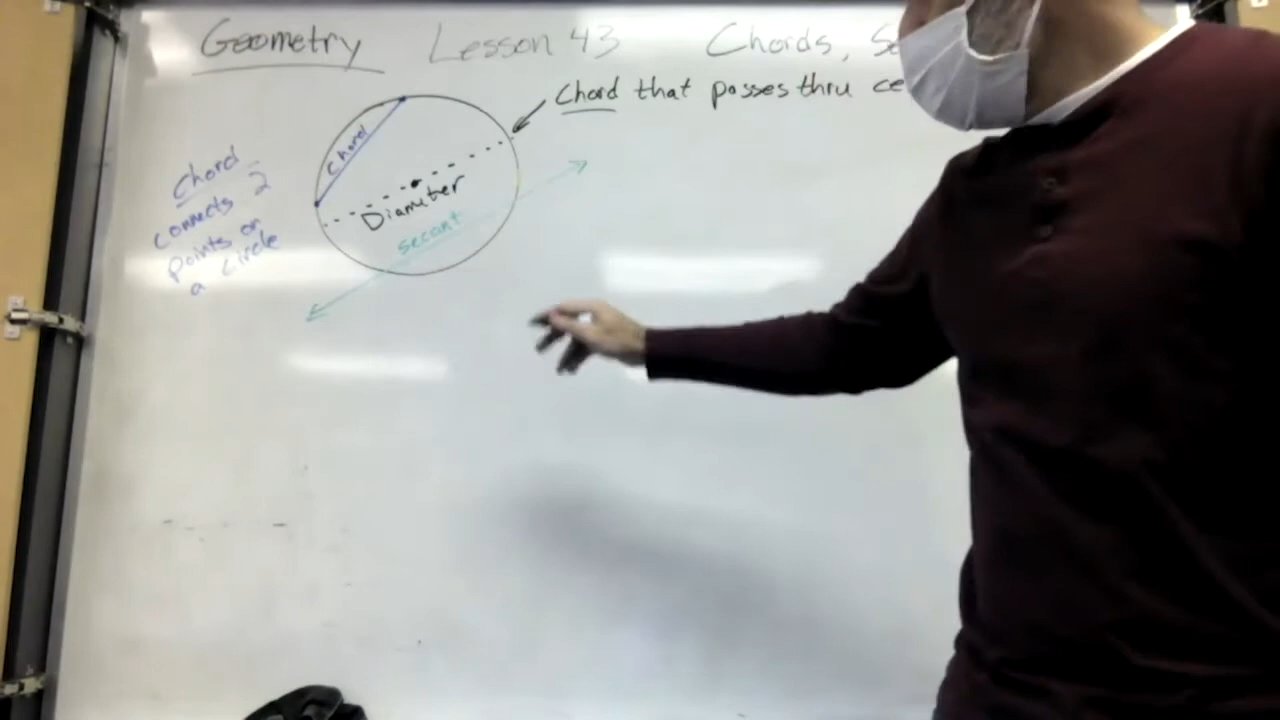 Geometry Lesson 43 Chords,
Chord that passes thru
chord
connects 2
points on
a circle
chord
Diameter
secant